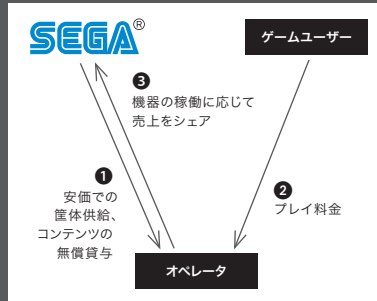 SEGA®
ゲームユーザー
❸
機器の稼働に応じて
売上をシェア
❶
安価での
筐体供給、
コンテンツの
無償貸与
❷
プレイ料金
オペレータ